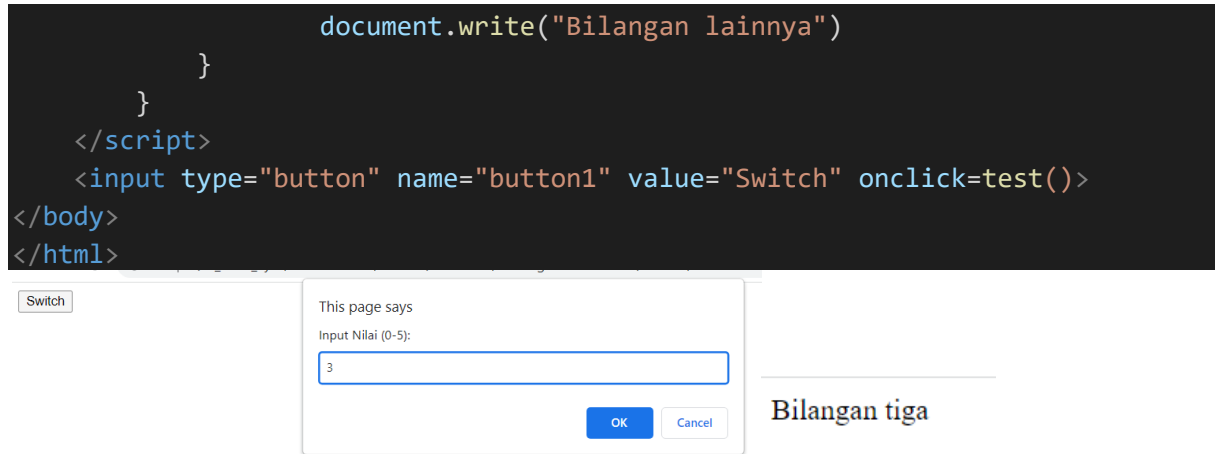 document.write("Bilangan lainnya")
}
}
</script>
<input type="button" name="button1" value="Switch" onclick=test()>
</body>
</html>
Switch
This page says
Input Nilai (0-5):
3
OK
Cancel
Bilangan tiga